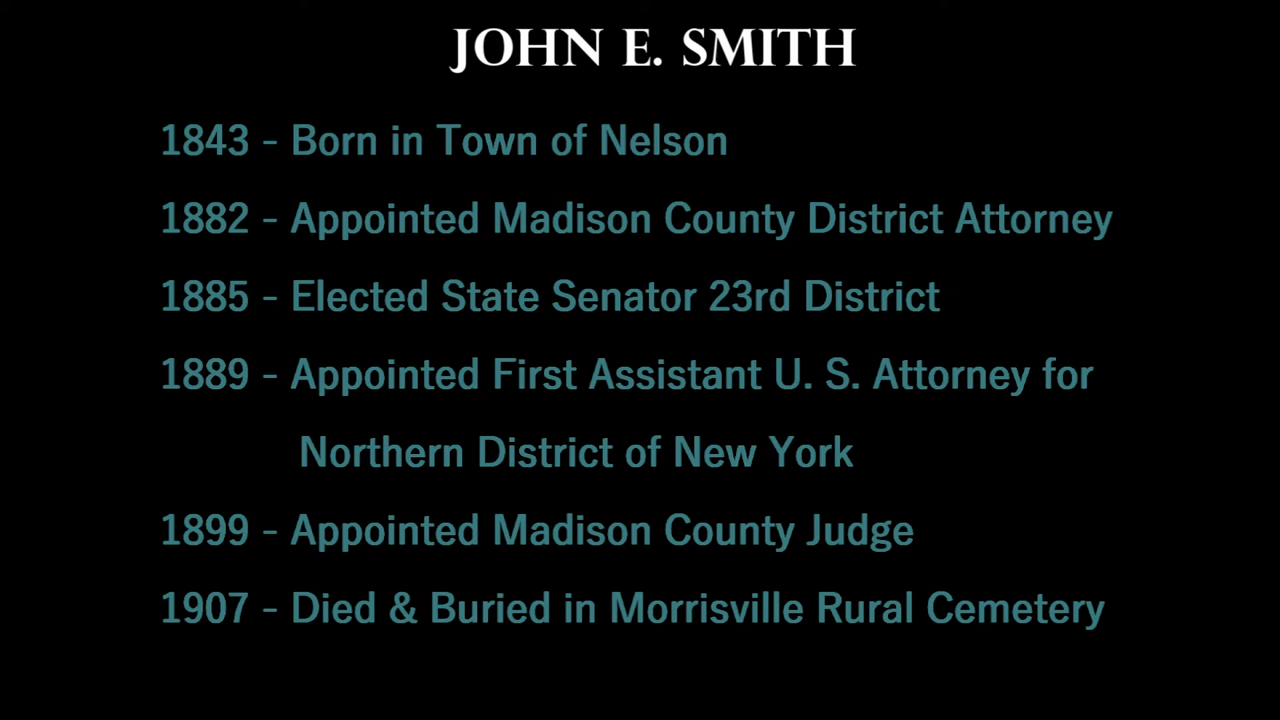 JOHN E. SMITH
1843 - Born in Town of Nelson
1882 - Appointed Madison County District Attorney
1885 - Elected State Senator 23rd District
1889 - Appointed First Assistant U. S. Attorney for
Northern District of New York
1899 - Appointed Madison County Judge
1907 - Died & Buried in Morrisville Rural Cemetery